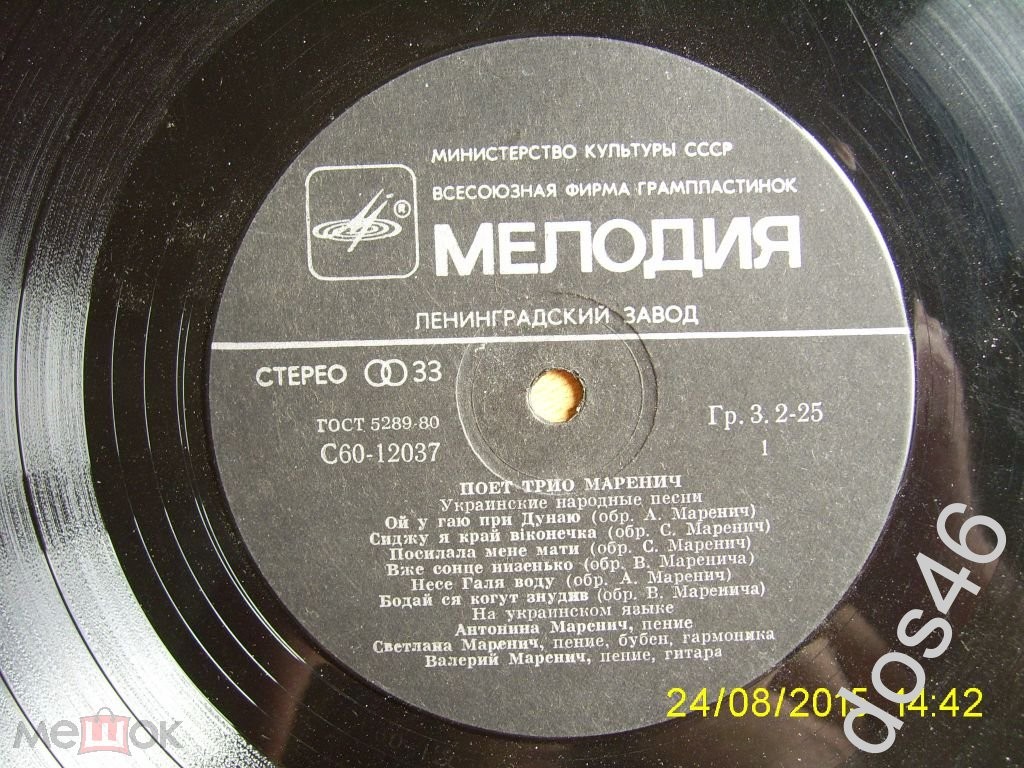 МИНИСТЕРСТВО КУЛЬТУРЫ СССР
ВСЕСОЮЗНАЯ ФИРМА ГРАМПЛАСТИНОК
®
МЕЛОДИЯ
ЛЕНИНГРАДСКИЙ ЗАВОД
СТЕРЕО 33
ГОСТ 5289-80
Гр. 3. 2-25
С60-12037
1
ПОЕТ ТРИО МАРЕНИЧ
Украинские народные песни
Ой у гаю при Дунаю (обр. А. Маренич)
Сиджу я край віконечка (обр. С. Маренич)
Посилала мене мати (обр. С. Маренич)
Вже сонце низенько (обр. В. Маренича)
Несе Галя воду (обр. А. Маренич)
Бодай ся когут знудив (обр. В. Маренича)
На украинском языке
Антонина Маренич, пение
Светлана Маренич, пение, бубен, гармоника
Валерий Маренич, пение, гитара
24/08/2015 14:42
dos46
мешок